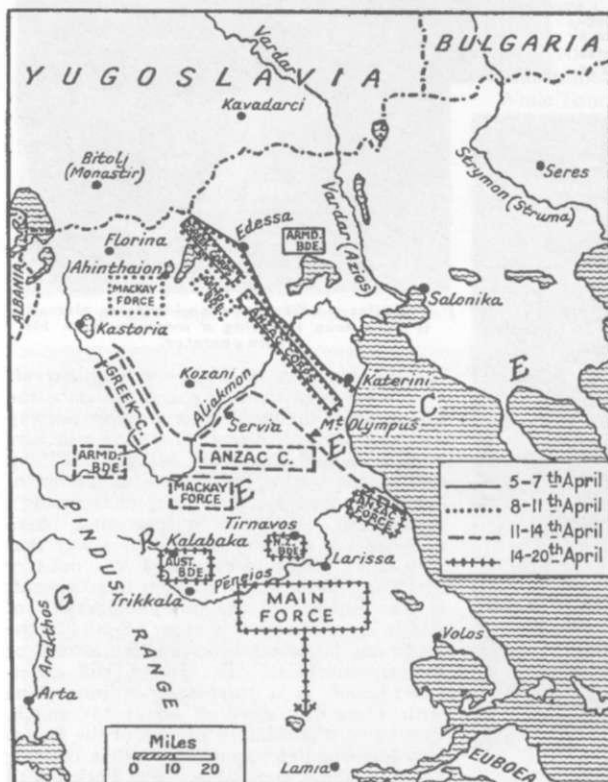 Vardar
BULGARIA
YUGOSLAVIA
Kavadarci
Bitolj
(Monastir)
Seres
Strymon (Struma)
Vardar (Axios)
Florina
Edessa
ARMD.
BDE.
Ahinthaion
ALBANIA
MACKAY
FORCE
Salonika
Kastoria
GREEK C.
Kozani
Aliakmon
Katerini
Servia
Mt Olympus
G R E E C E
ARMD.
BDE
ANZAC C.
MACKAY
FORCE
5-7th April
8-11th April
11-14th April
14-20th April
PINDUS
RANGE
Tirnavos
Kalabaka
AUST.
BDE.
N.Z.
BDE
FORCE
Larissa
Penglos
Trikkala
MAIN
FORCE
Arakthos
Volos
Arta
Miles
0 10 20
Lamia
EUBOEA